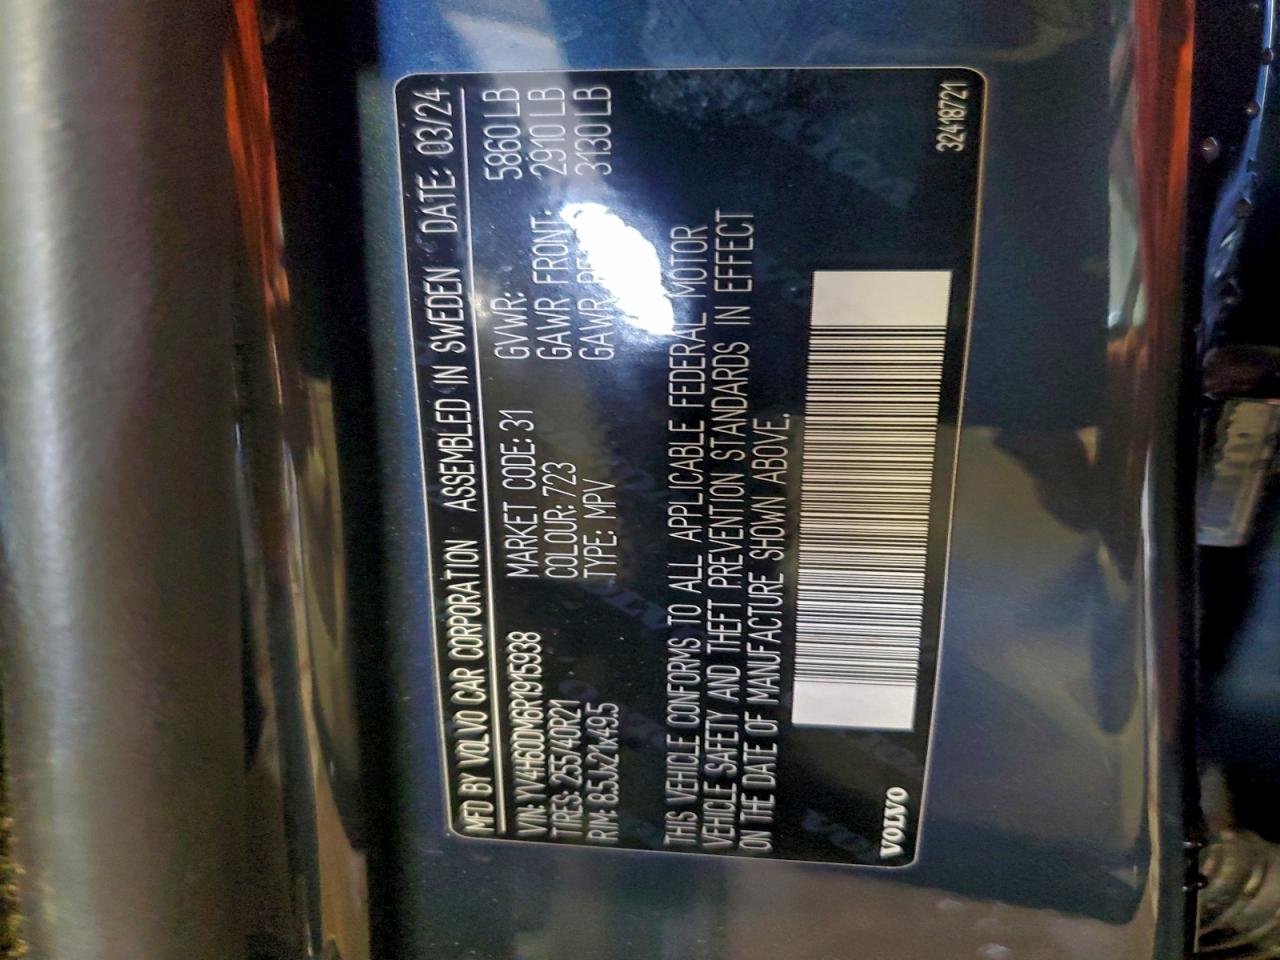 MFD BY VOLVO CAR CORPORATION ASSEMBLED IN SWEDEN DATE: 03/24
VIN: YV4H60DM6R1915938 MARKET CODE: 31 GVWR: 5860 LB
TIRES: 255/40R21 COLOUR: 723 GAWR FRONT: 2910 LB
RIM: 8.5Jx21x49.5 TYPE: MPV GAWR 3130 LB
THIS VEHICLE CONFORMS TO ALL APPLICABLE FEDERAL MOTOR
VEHICLE SAFETY AND THEFT PREVENTION STANDARDS IN EFFECT
ON THE DATE OF MANUFACTURE SHOWN ABOVE.
VOLVO 32418721